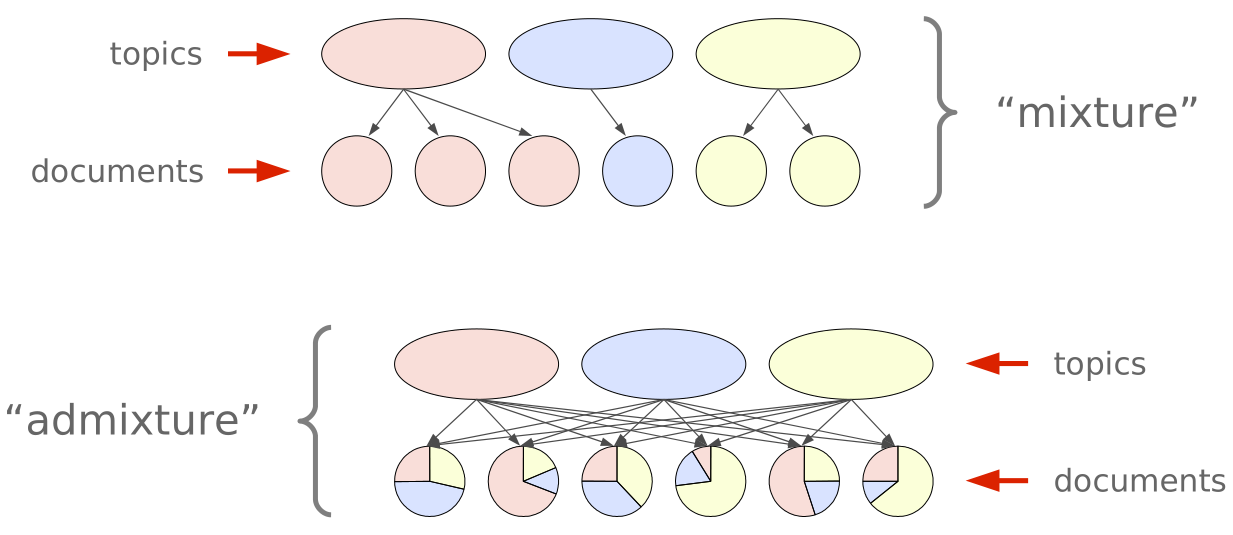 topics
“mixture”
documents
topics
“admixture”
documents